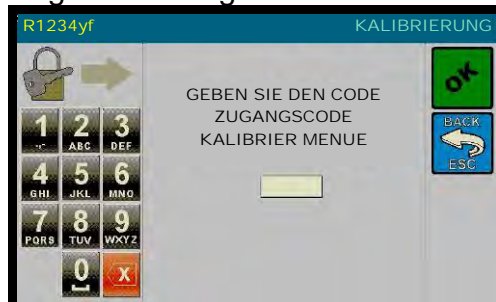 R1234yf KALIBRIERUNG
GEBEN SIE DEN CODE
ZUGANGSCODE
KALIBRIER MENUE
OK
BACK
ESC
1 2 3
ABC DEF
4 5 6
GHI JKL MNO
7 8 9
PQRS TUV WXYZ
0 X